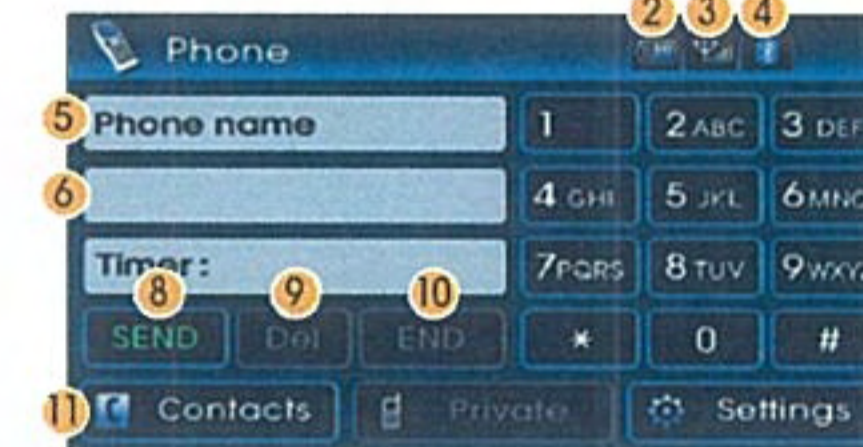 2 3 4
Phone
5 Phone name 1 2 ABC 3 DEF
6 4 GHI 5 JKL 6 MNO
Timer: 7 PQRS 8 TUV 9 WXY
8 9 10
SEND Del END * 0 #
11 Contacts Private Settings